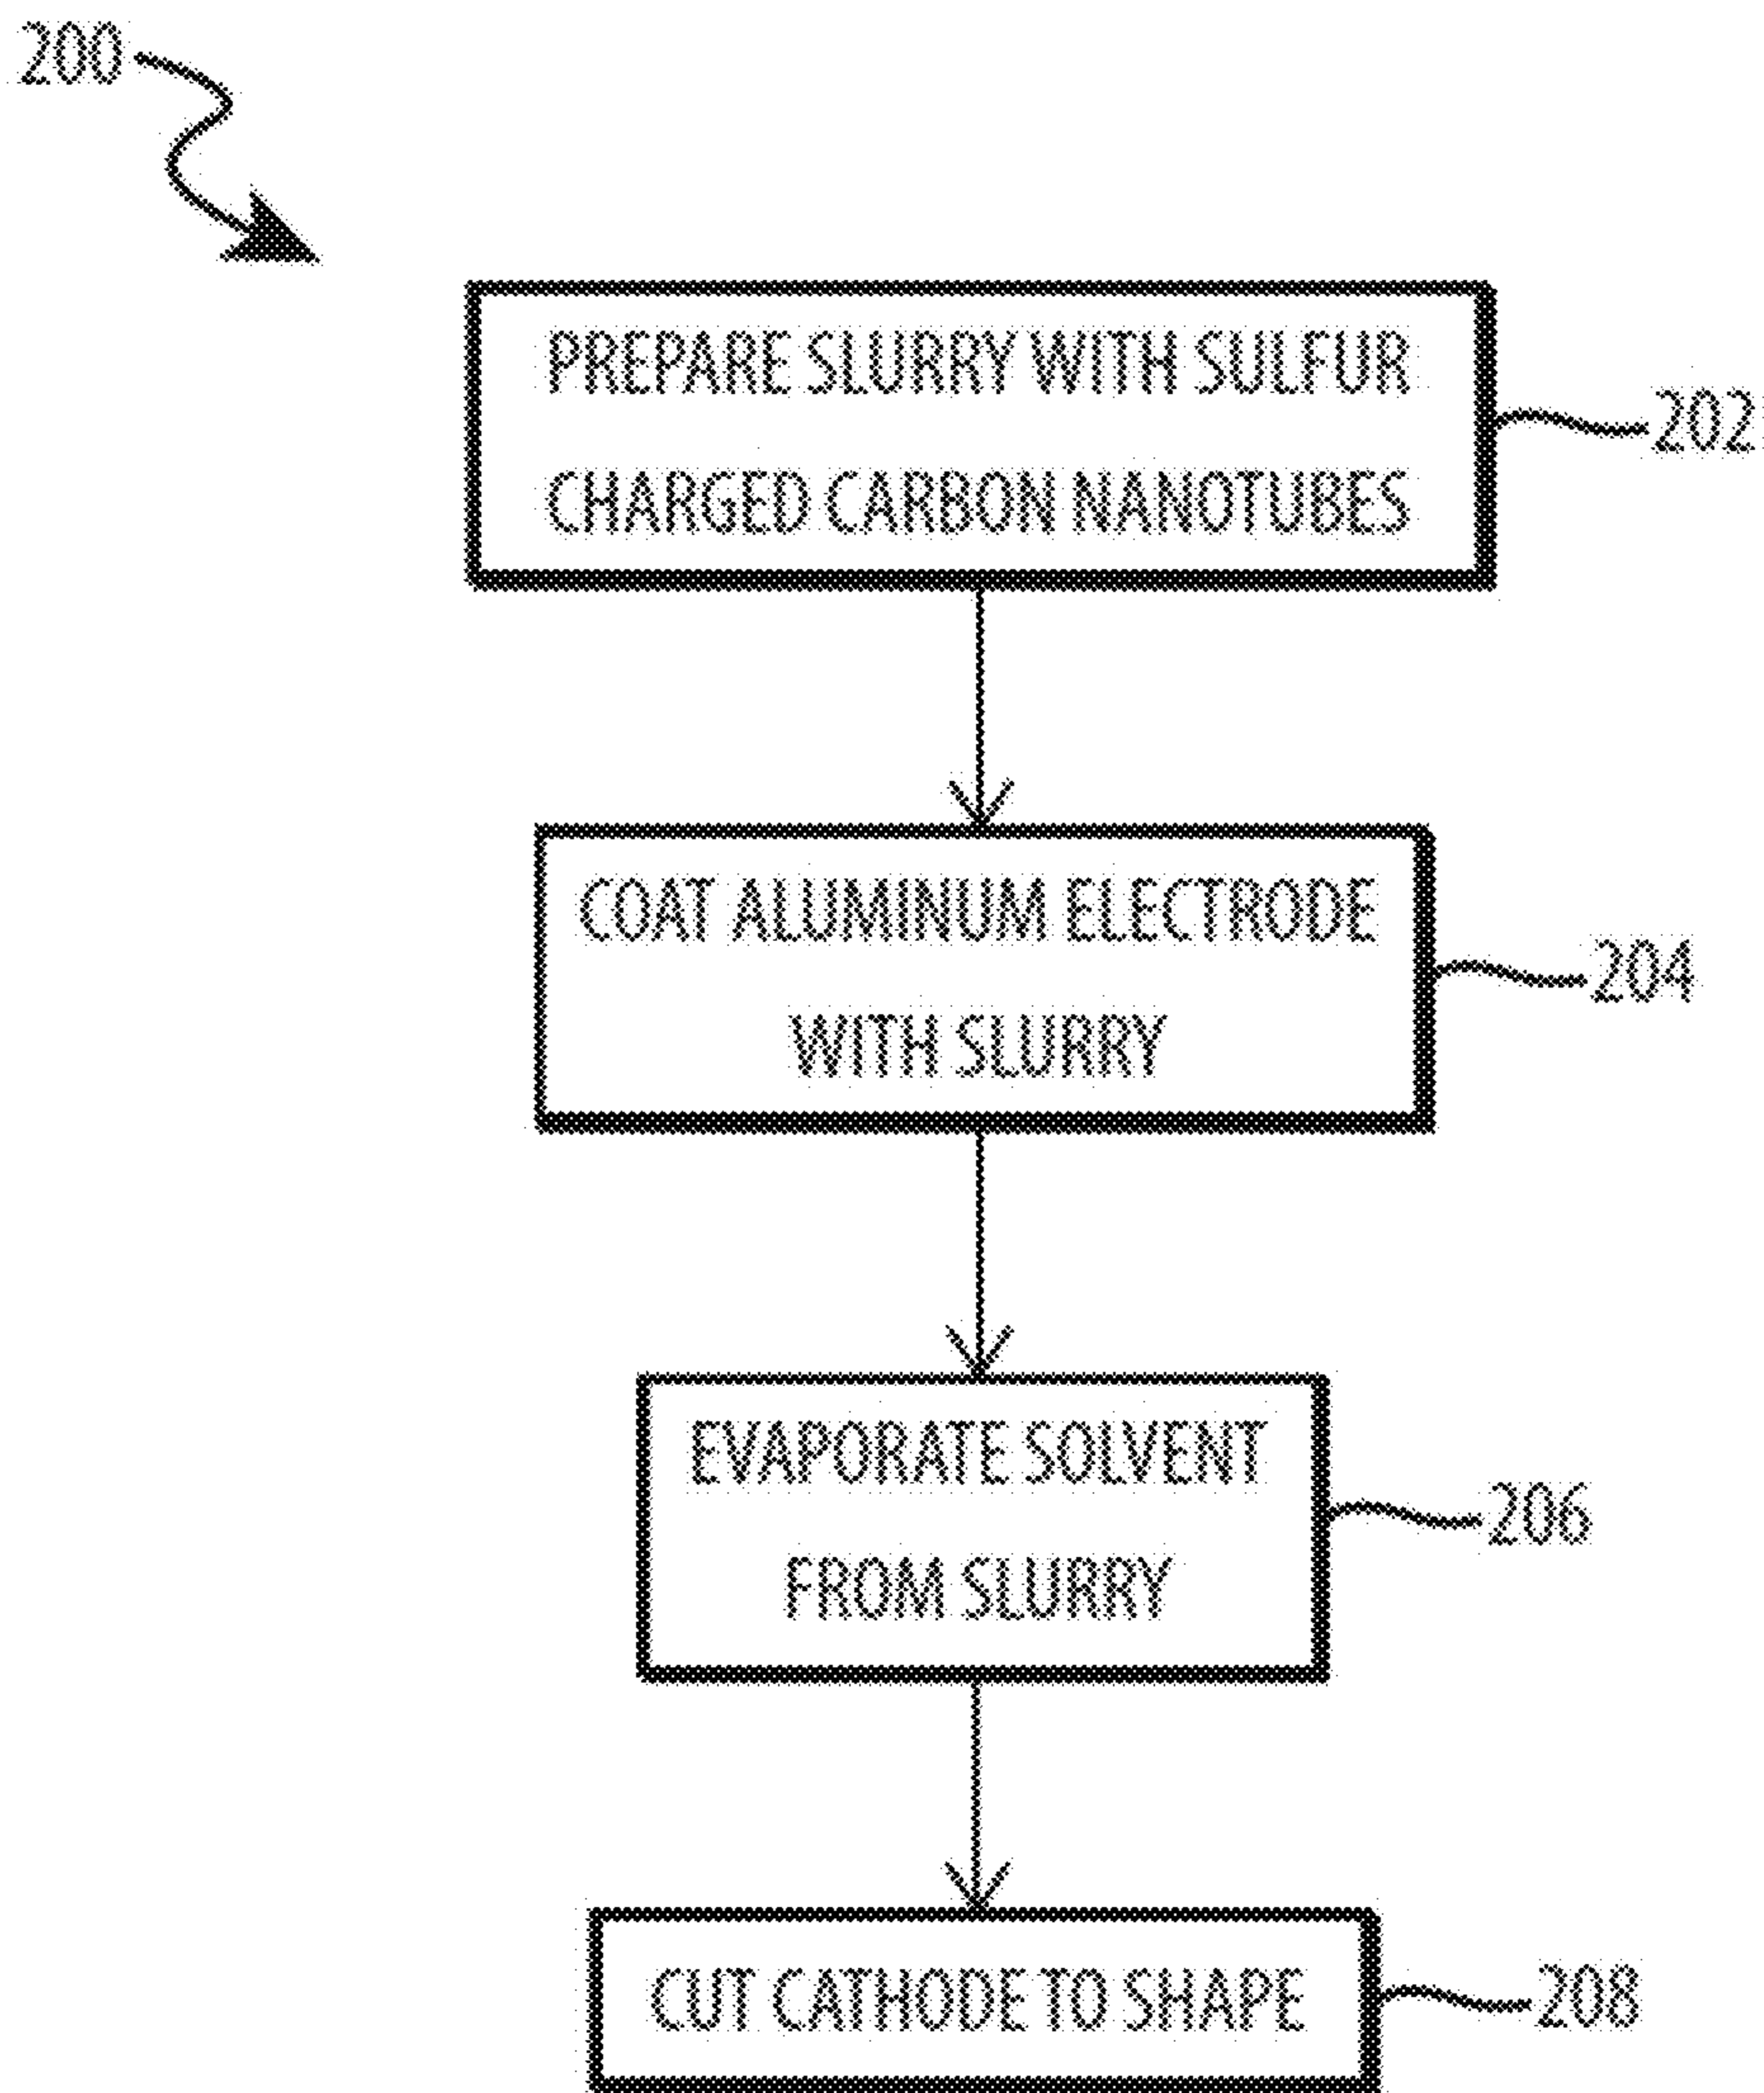 200
PREPARE SLURRY WITH SULFUR
CHARGED CARBON NANOTUBES
202
COAT ALUMINUM ELECTRODE
WITH SLURRY
204
EVAPORATE SOLVENT
FROM SLURRY
206
CUT CATHODE TO SHAPE
208